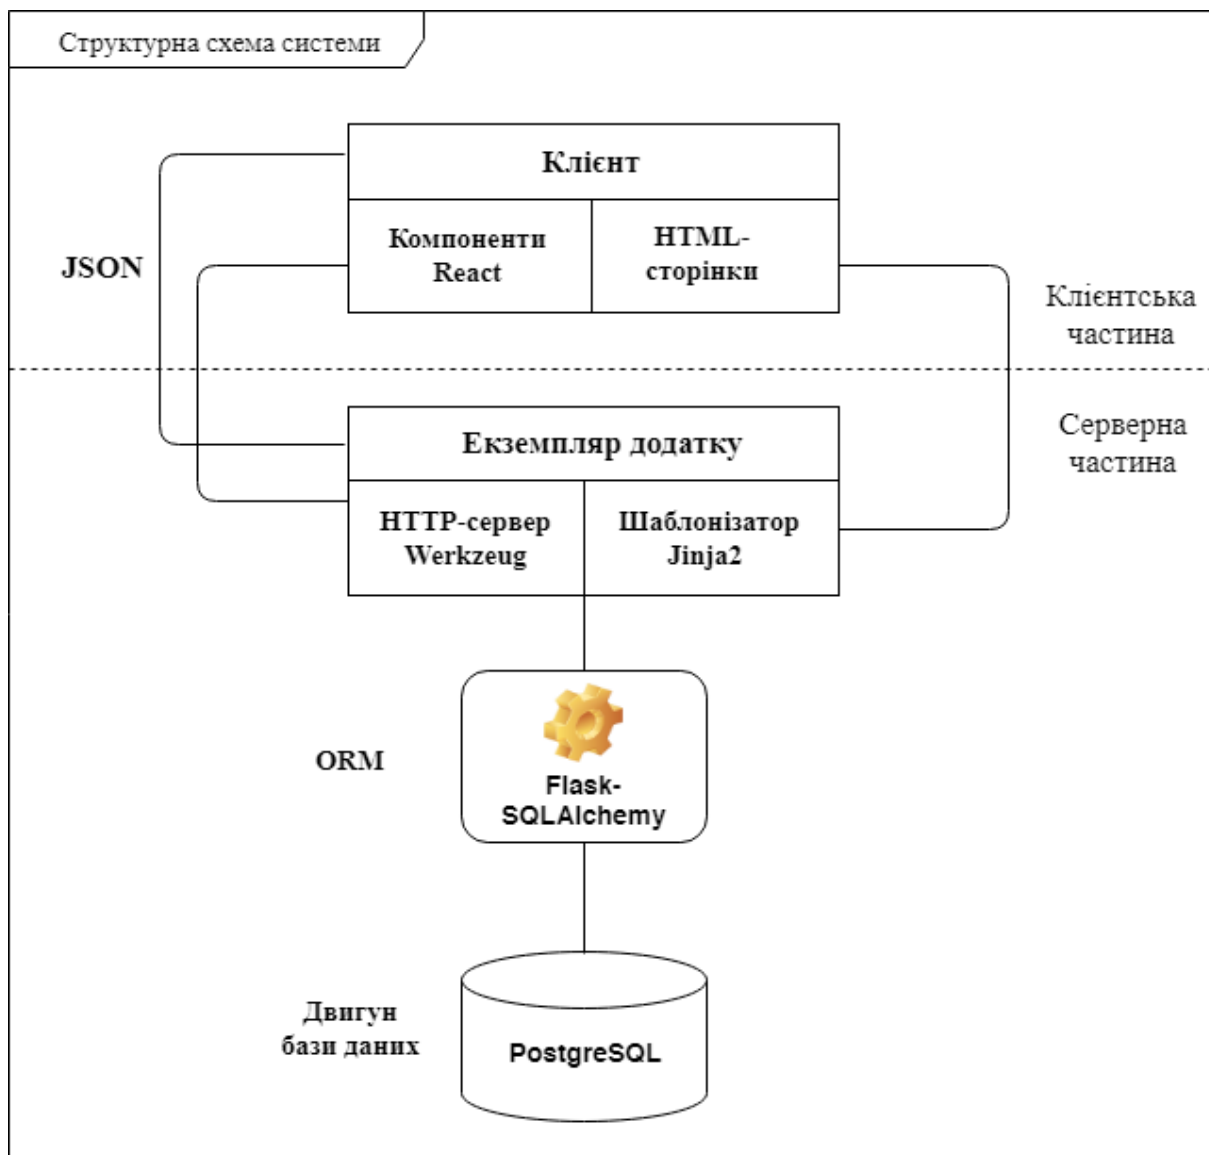 Структурна схема системи
Клієнт
Компоненти
React
HTML-
сторінки
JSON
Клієнтська
частина
Серверна
частина
Екземпляр додатку
HTTP-сервер
Werkzeug
Шаблонізатор
Jinja2
ORM
Flask-
SQLAlchemy
Двигун
бази даних
PostgreSQL